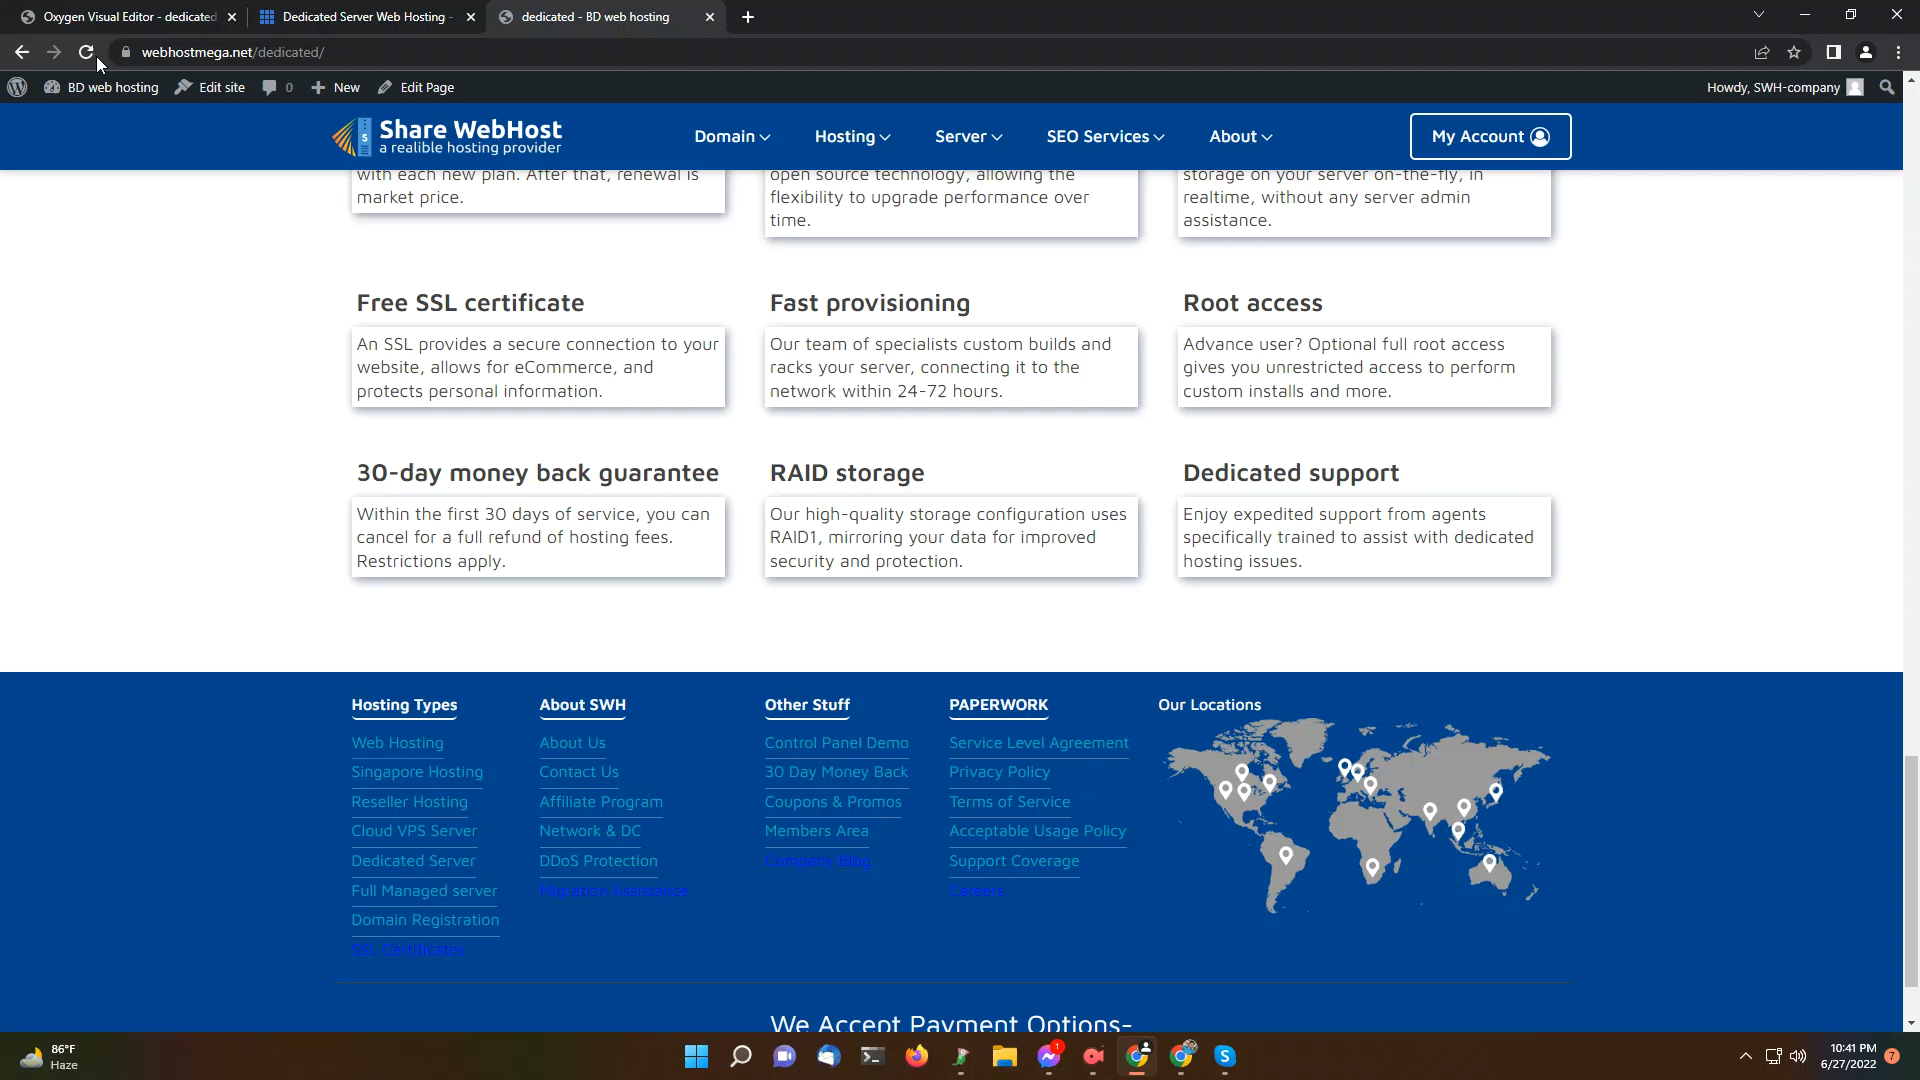 Oxygen Visual Editor - dedicated
Dedicated Server Web Hosting -
dedicated - BD web hosting
webhostmega.net/dedicated/
BD web hosting
Edit site
0
New
Edit Page
Howdy, SWH-company
S
Share WebHost
a realible hosting provider
Domain
Hosting
Server
SEO Services
About
My Account
with each new plan. After that, renewal is
market price.
open source technology, allowing the
flexibility to upgrade performance over
time.
storage on your server on-the-fly, in
realtime, without any server admin
assistance.
Free SSL certificate
An SSL provides a secure connection to your
website, allows for eCommerce, and
protects personal information.
Fast provisioning
Our team of specialists custom builds and
racks your server, connecting it to the
network within 24-72 hours.
Root access
Advance user? Optional full root access
gives you unrestricted access to perform
custom installs and more.
30-day money back guarantee
Within the first 30 days of service, you can
cancel for a full refund of hosting fees.
Restrictions apply.
RAID storage
Our high-quality storage configuration uses
RAID1, mirroring your data for improved
security and protection.
Dedicated support
Enjoy expedited support from agents
specifically trained to assist with dedicated
hosting issues.
Hosting Types
Web Hosting
Singapore Hosting
Reseller Hosting
Cloud VPS Server
Dedicated Server
Full Managed server
Domain Registration
SSL Certificates
About SWH
About Us
Contact Us
Affiliate Program
Network & DC
DDoS Protection
Migration Assistance
Other Stuff
Control Panel Demo
30 Day Money Back
Coupons & Promos
Members Area
Company Blog
PAPERWORK
Service Level Agreement
Privacy Policy
Terms of Service
Acceptable Usage Policy
Support Coverage
Careers
Our Locations
We Accept Payment Options-
86°F
Haze
1
10:41 PM
6/27/2022
7